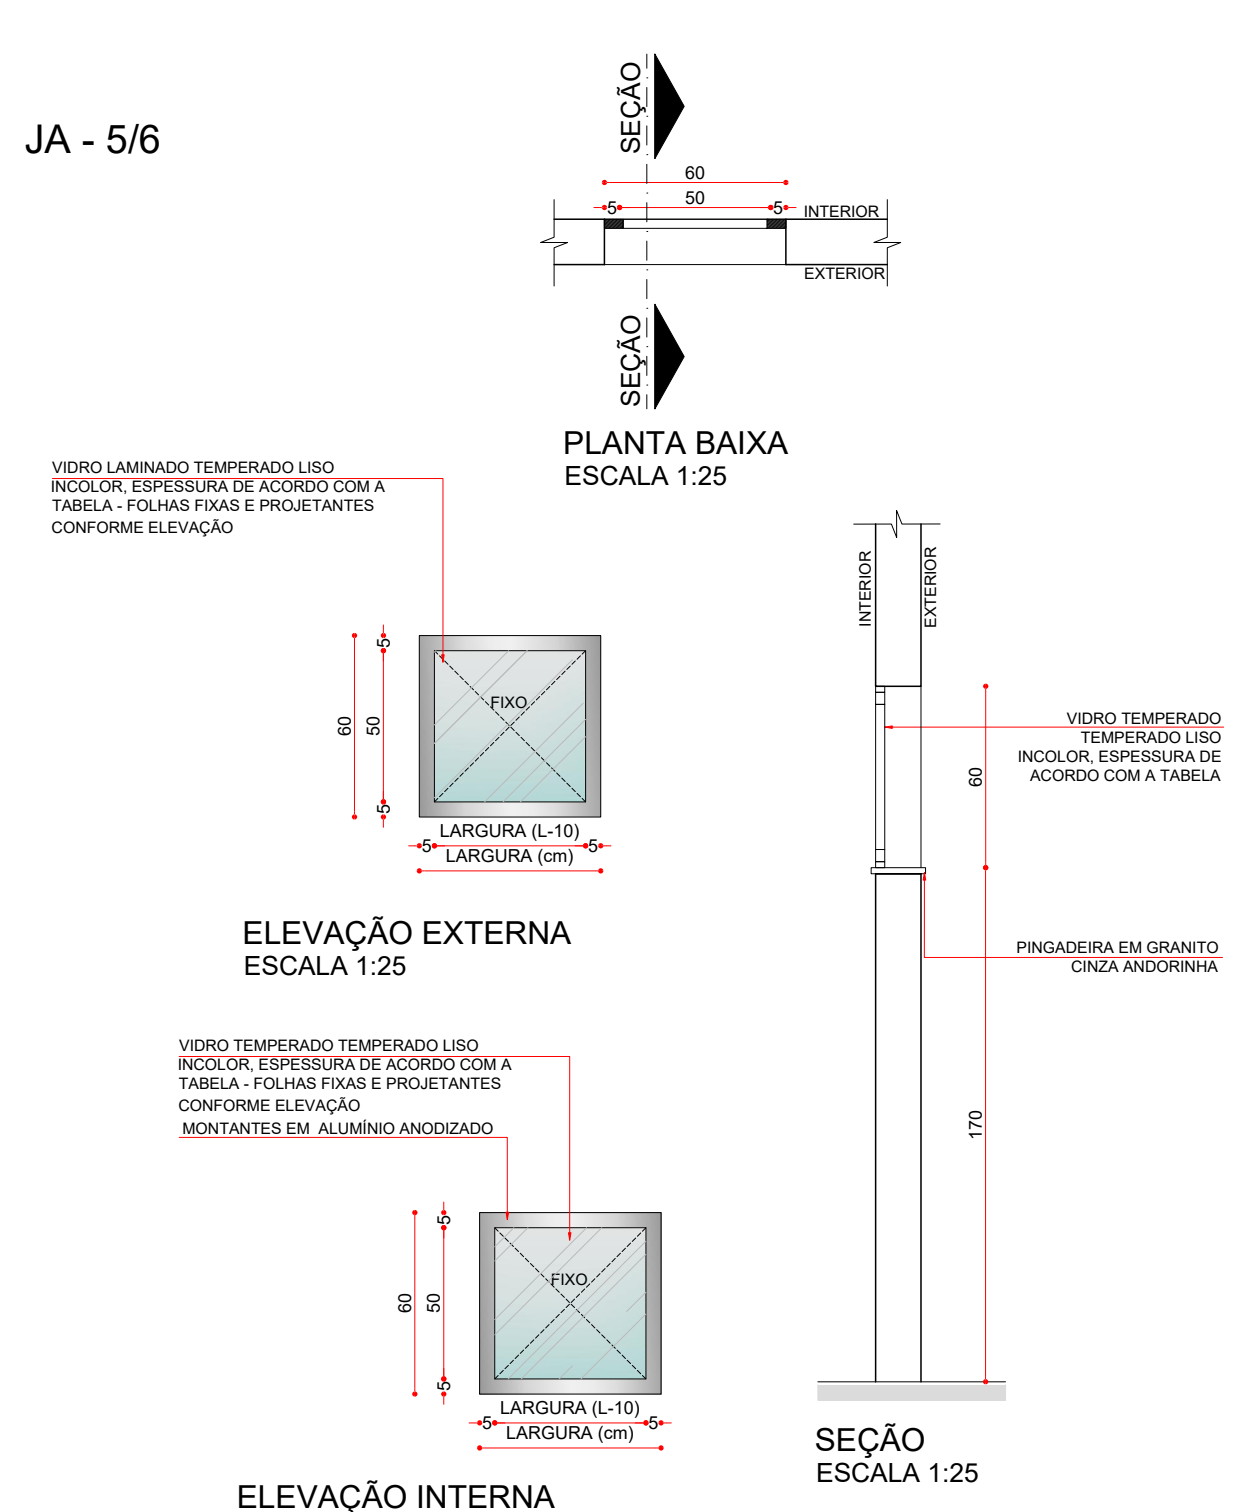 JA - 5/6
SEÇÃO
60
5
50
5
INTERIOR
EXTERIOR
SEÇÃO
PLANTA BAIXA
ESCALA 1:25
VIDRO LAMINADO TEMPERADO LISO
INCOLOR, ESPESSURA DE ACORDO COM A
TABELA - FOLHAS FIXAS E PROJETANTES
CONFORME ELEVAÇÃO
5
60
50
5
FIXO
LARGURA (L-10)
5
5
LARGURA (cm)
ELEVAÇÃO EXTERNA
ESCALA 1:25
INTERIOR
EXTERIOR
60
VIDRO TEMPERADO
TEMPERADO LISO
INCOLOR, ESPESSURA DE
ACORDO COM A TABELA
PINGADEIRA EM GRANITO
CINZA ANDORINHA
170
SEÇÃO
ESCALA 1:25
VIDRO TEMPERADO TEMPERADO LISO
INCOLOR, ESPESSURA DE ACORDO COM A
TABELA - FOLHAS FIXAS E PROJETANTES
CONFORME ELEVAÇÃO
MONTANTES EM  ALUMÍNIO ANODIZADO
5
60
50
5
FIXO
LARGURA (L-10)
5
5
LARGURA (cm)
ELEVAÇÃO INTERNA